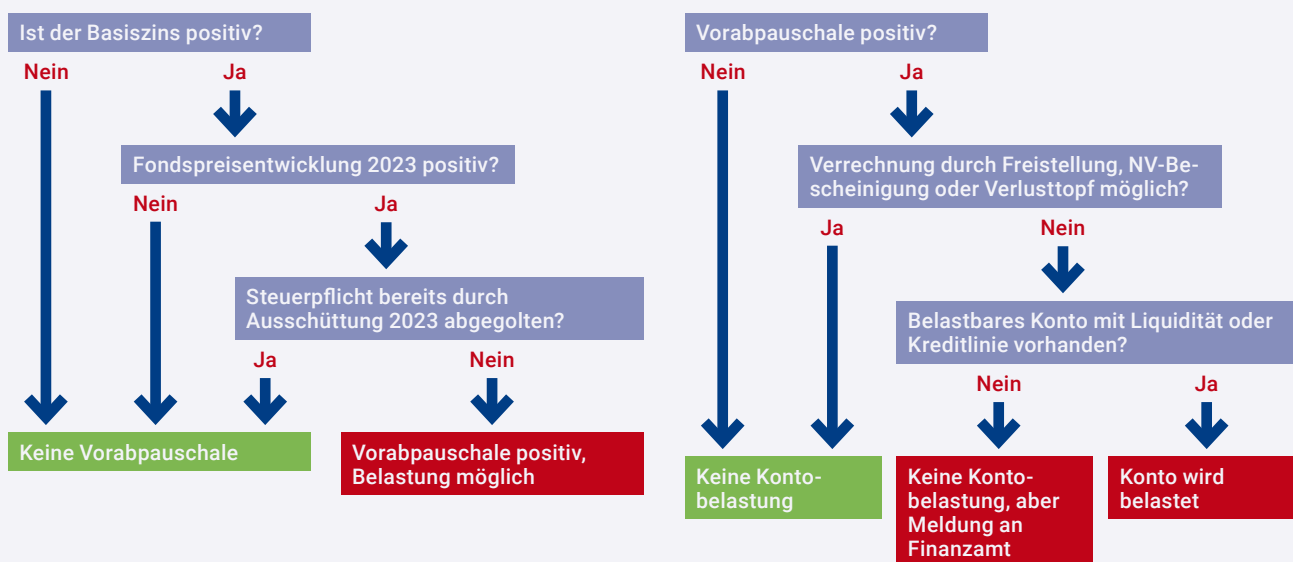 Ist der Basiszins positiv?
Nein
Ja
Fondspreisentwicklung 2023 positiv?
Nein
Ja
Steuerpflicht bereits durch
Ausschüttung 2023 abgegolten?
Ja
Nein
Keine Vorabpauschale
Vorabpauschale positiv,
Belastung möglich
Vorabpauschale positiv?
Nein
Ja
Verrechnung durch Freistellung, NV-Be-
scheinigung oder Verlusttopf möglich?
Ja
Nein
Belastbares Konto mit Liquidität oder
Kreditlinie vorhanden?
Nein
Ja
Keine Konto-
belastung
Keine Konto-
belastung, aber
Meldung an
Finanzamt
Konto wird
belastet